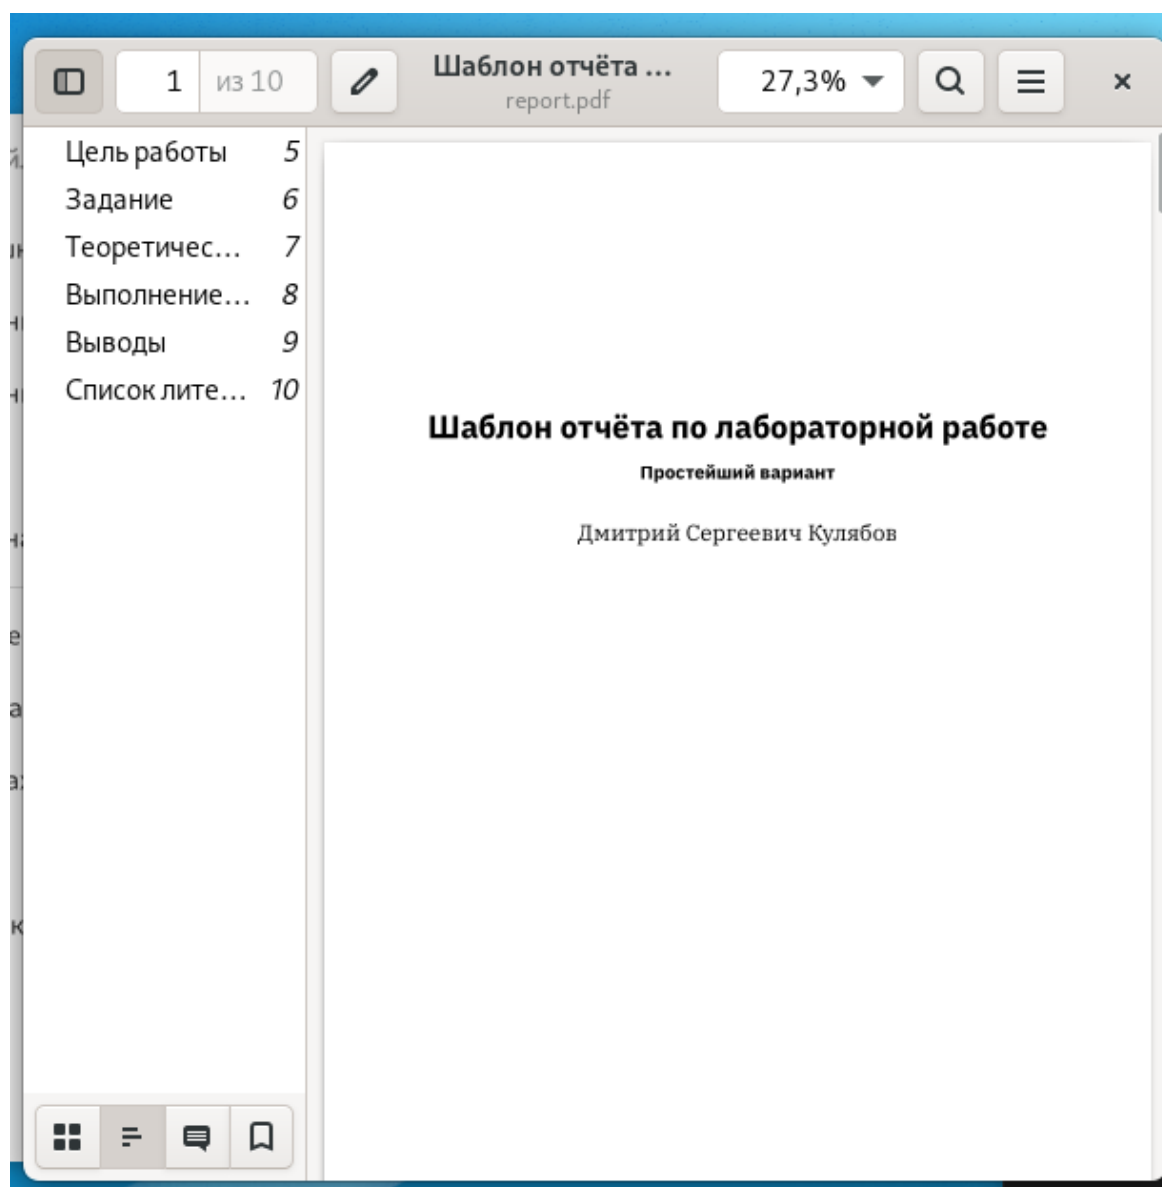 1 из 10
Шаблон отчёта ...
report.pdf
27,3%
Цель работы 5
Задание 6
Теоретичес... 7
Выполнение... 8
Выводы 9
Список лите... 10
Шаблон отчёта по лабораторной работе
Простейший вариант
Дмитрий Сергеевич Кулябов